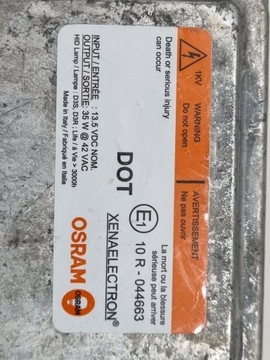 INPUT / ENTRÉE : 13.5 VDC NOM.
OUTPUT / SORTIE: 35 W @ 42 VAC
HID Lamp / Lampe : D3S, D3R ; Life / à Vie > 3000h
Made in Italy / Fabriqué en Italie
OSRAM
OSRAM
XENAELECTRON®
DOT
E1 10 R - 044663
Death or serious injury
can occur
La mort ou la blessure
sérieuse peut arriver
1KV
WARNING
Do not open
AVERTISSEMENT
Ne pas ouvrir